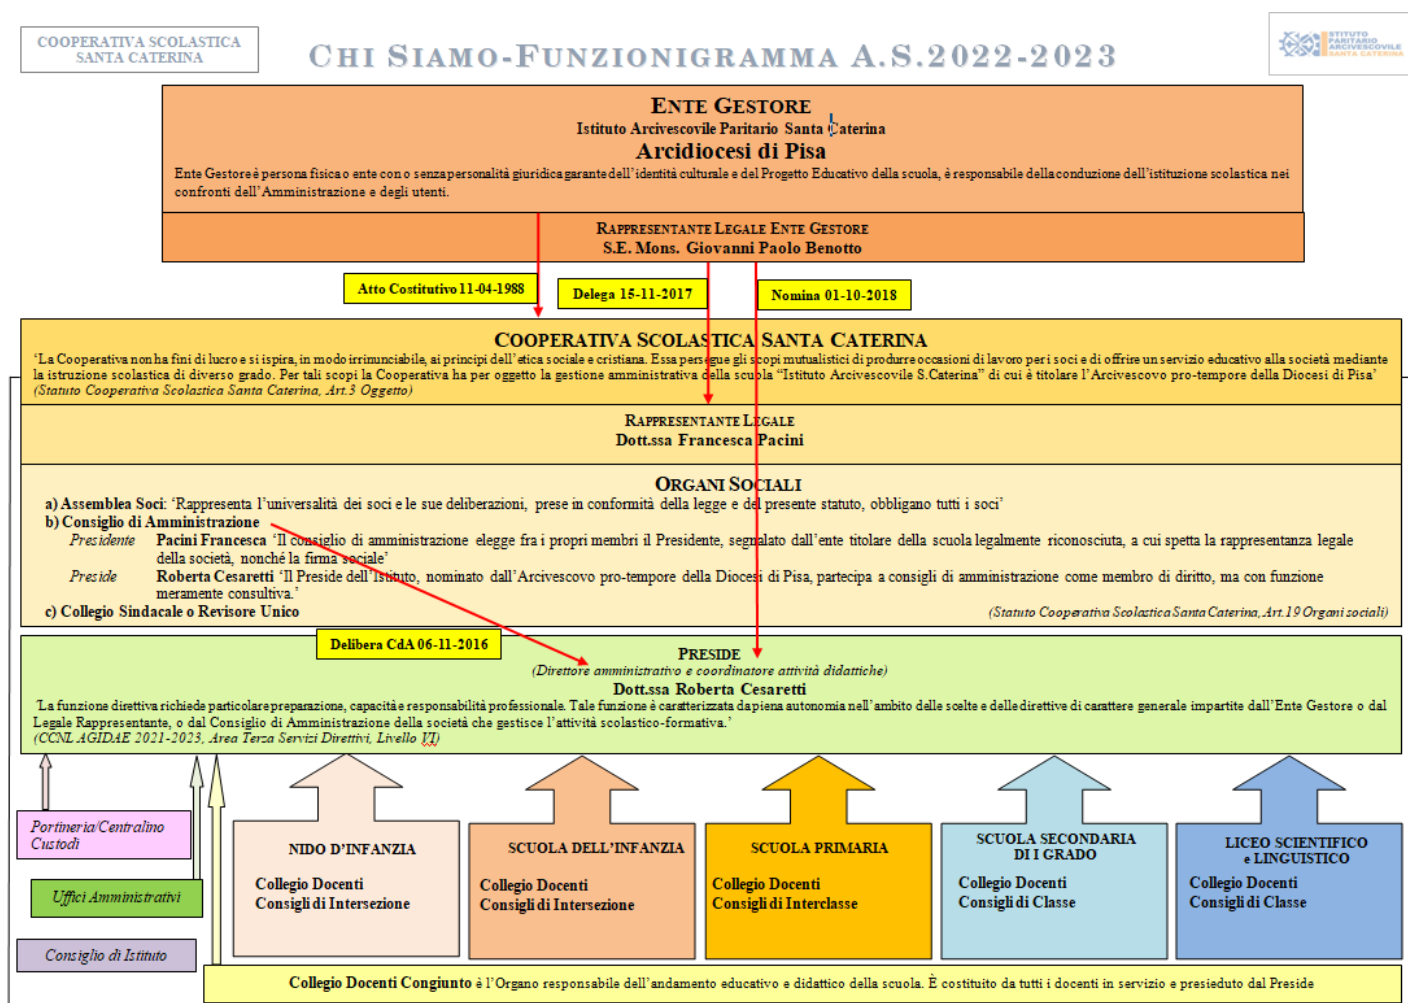 COOPERATIVA SCOLASTICA
SANTA CATERINA
CHI SIAMO-FUNZIONIGRAMMA A.S.2022-2023
ISTITUTO
PARITARIO
ARCIVESCOVILE
SANTA CATERINA
ENTE GESTORE
Istituto Arcivescovile Paritario Santa Caterina
Arcidiocesi di Pisa
Ente Gestore è persona fisica o ente con o senza personalità giuridica garante dell'identità culturale e del Progetto Educativo della scuola, è responsabile della conduzione dell'istituzione scolastica nei
confronti dell'Amministrazione e degli utenti.
RAPPRESENTANTE LEGALE ENTE GESTORE
S.E. Mons. Giovanni Paolo Benotto
Atto Costitutivo 11-04-1988
Delega 15-11-2017
Nomina 01-10-2018
COOPERATIVA SCOLASTICA SANTA CATERINA
'La Cooperativa non ha fini di lucro e si ispira, in modo irrinunciabile, ai principi dell'etica sociale e cristiana. Essa persegue gli scopi mutualistici di produrre occasioni di lavoro per i soci e di offrire un servizio educativo alla società mediante
la istruzione scolastica di diverso grado. Per tali scopi la Cooperativa ha per oggetto la gestione amministrativa della scuola "Istituto Arcivescovile S.Caterina" di cui è titolare l'Arcivescovo pro-tempore della Diocesi di Pisa'
(Statuto Cooperativa Scolastica Santa Caterina, Art.3 Oggetto)
RAPPRESENTANTE LEGALE
Dott.ssa Francesca Pacini
ORGANI SOCIALI
a) Assemblea Soci: 'Rappresenta l'universalità dei soci e le sue deliberazioni, prese in conformità della legge e del presente statuto, obbligano tutti i soci'
b) Consiglio di Amministrazione
Presidente Pacini Francesca 'Il consiglio di amministrazione elegge fra i propri membri il Presidente, segnalato dall'ente titolare della scuola legalmente riconosciuta, a cui spetta la rappresentanza legale
della società, nonché la firma sociale'
Preside Roberta Cesaretti 'Il Preside dell'Istituto, nominato dall'Arcivescovo pro-tempore della Diocesi di Pisa, partecipa a consigli di amministrazione come membro di diritto, ma con funzione
meramente consultiva.'
c) Collegio Sindacale o Revisore Unico
(Statuto Cooperativa Scolastica Santa Caterina, Art.19 Organi sociali)
Delibera CdA 06-11-2016
PRESIDE
(Direttore amministrativo e coordinatore attività didattiche)
Dott.ssa Roberta Cesaretti
'La funzione direttiva richiede particolare preparazione, capacità e responsabilità professionale. Tale funzione è caratterizzata da piena autonomia nell'ambito delle scelte e delle direttive di carattere generale impartite dall'Ente Gestore o dal
Legale Rappresentante, o dal Consiglio di Amministrazione della società che gestisce l'attività scolastico-formativa.'
(CCNL AGIDAE 2021-2023, Area Terza Servizi Direttivi, Livello VI)
Portineria/Centralino
Custodi
Uffici Amministrativi
Consiglio di Istituto
NIDO D'INFANZIA
Collegio Docenti
Consigli di Intersezione
SCUOLA DELL'INFANZIA
Collegio Docenti
Consigli di Intersezione
SCUOLA PRIMARIA
Collegio Docenti
Consigli di Interclasse
SCUOLA SECONDARIA
DI I GRADO
Collegio Docenti
Consigli di Classe
LICEO SCIENTIFICO
e LINGUISTICO
Collegio Docenti
Consigli di Classe
Collegio Docenti Congiunto è l'Organo responsabile dell'andamento educativo e didattico della scuola. È costituito da tutti i docenti in servizio e presieduto dal Preside